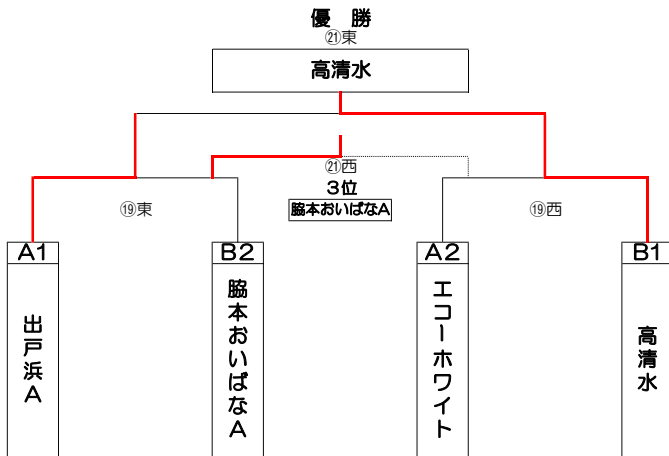 優勝
㉑東
高清水
㉑西
3位
脇本おいばなA
⑲東
⑲西
A1
B2
A2
B1
出戸浜A
脇本おいばなA
エコーホワイト
高清水